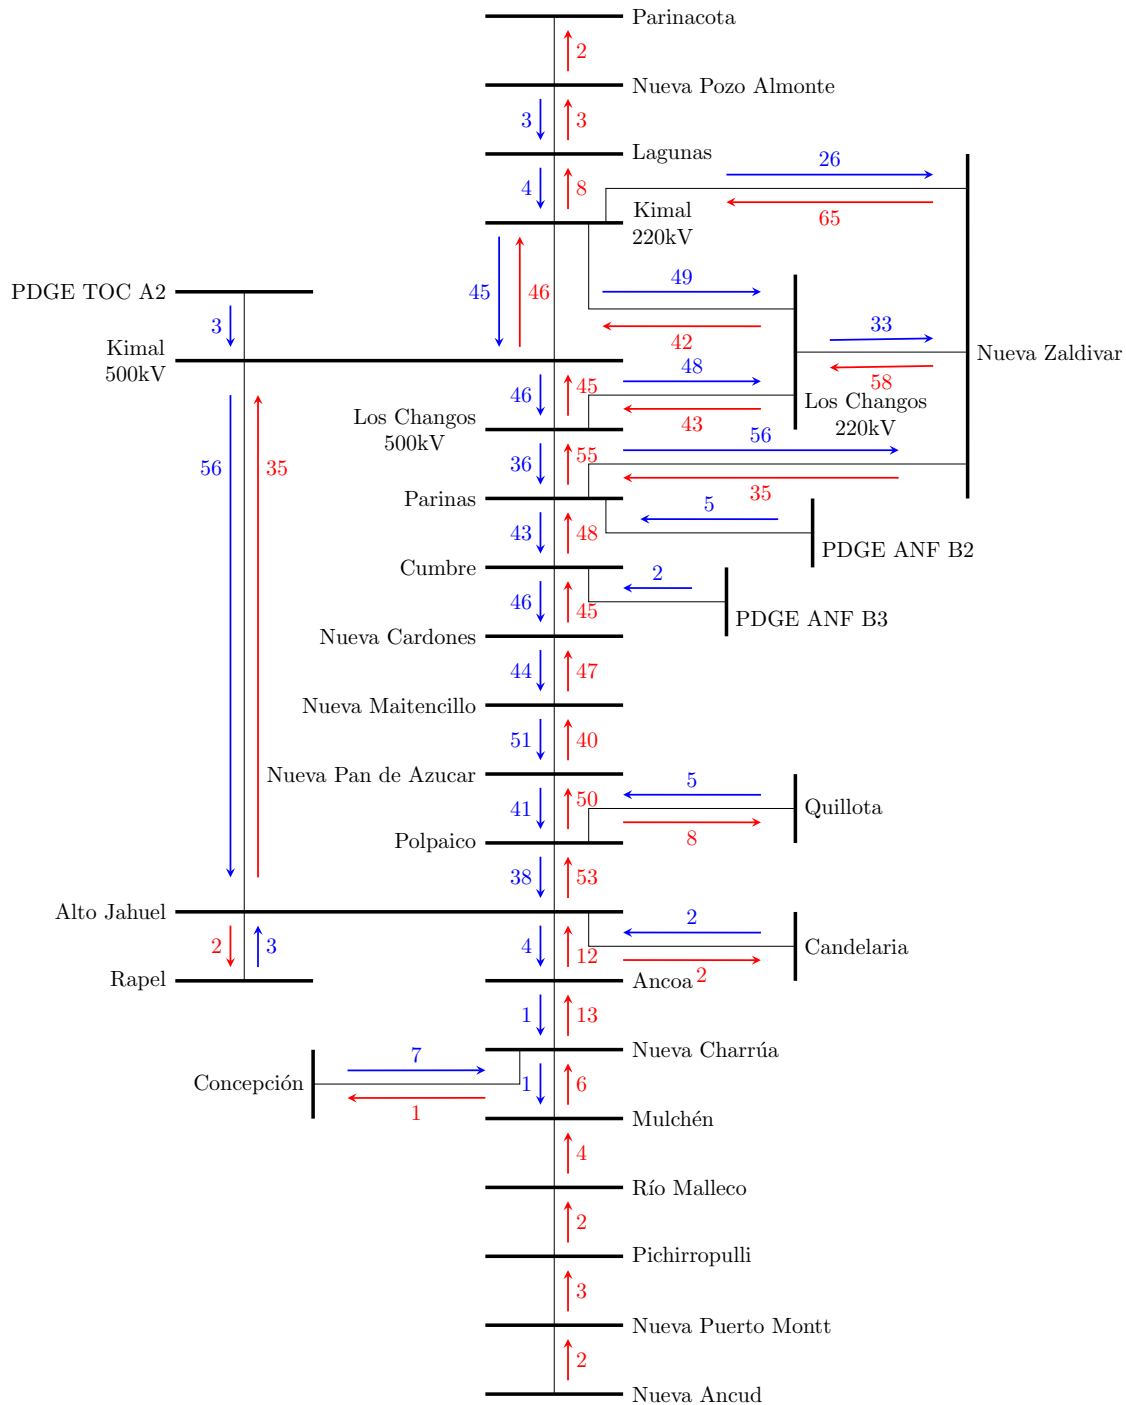 Parinacota
2
Nueva Pozo Almonte
3
3
Lagunas
4
8
26
65
Kimal
220kV
45
46
49
42
PDGE TOC A2
3
33
58
Nueva Zaldivar
Kimal
500kV
46
45
48
43
Los Changos
220kV
Los Changos
500kV
56
35
36
55
56
35
Parinas
43
48
5
PDGE ANF B2
Cumbre
46
45
2
PDGE ANF B3
Nueva Cardones
44
47
Nueva Maitencillo
51
40
Nueva Pan de Azucar
41
50
5
8
Quillota
Polpaico
38
53
Alto Jahuel
2
3
4
12
2
2
Candelaria
Rapel
Ancoa
1
13
Nueva Charrúa
7
1
Concepción
1
6
Mulchén
4
Río Malleco
2
Pichirropulli
3
Nueva Puerto Montt
2
Nueva Ancud